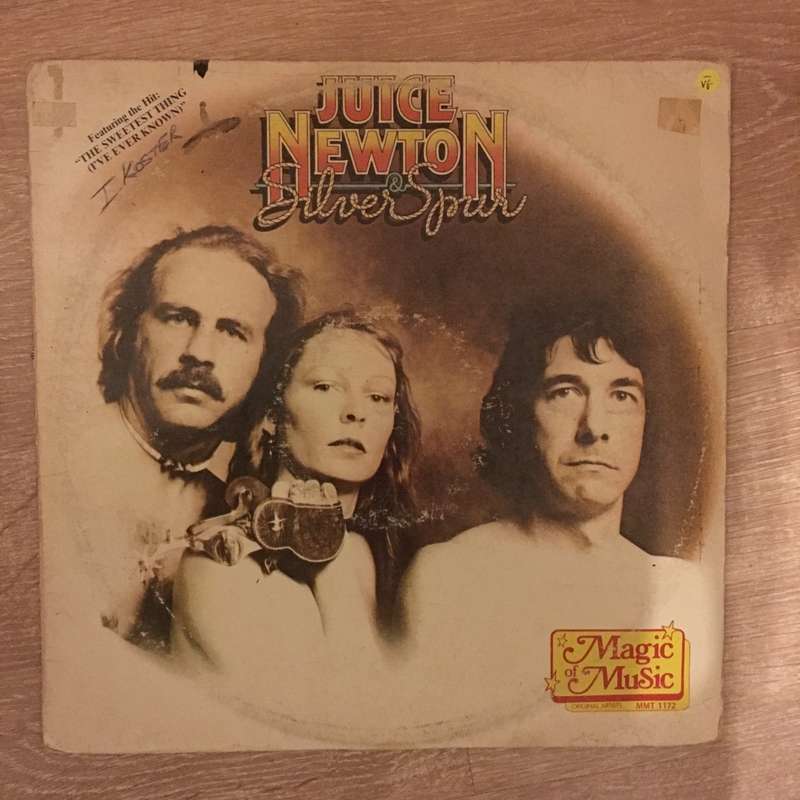 Featuring the Hit:
"THE SWEETEST THING
(I'VE EVER KNOWN)"
I KOSTER
JUICE
NEWTON
&
Silver Spur
Magic
of
Music
ORIGINAL ARTISTS
MMT 1172